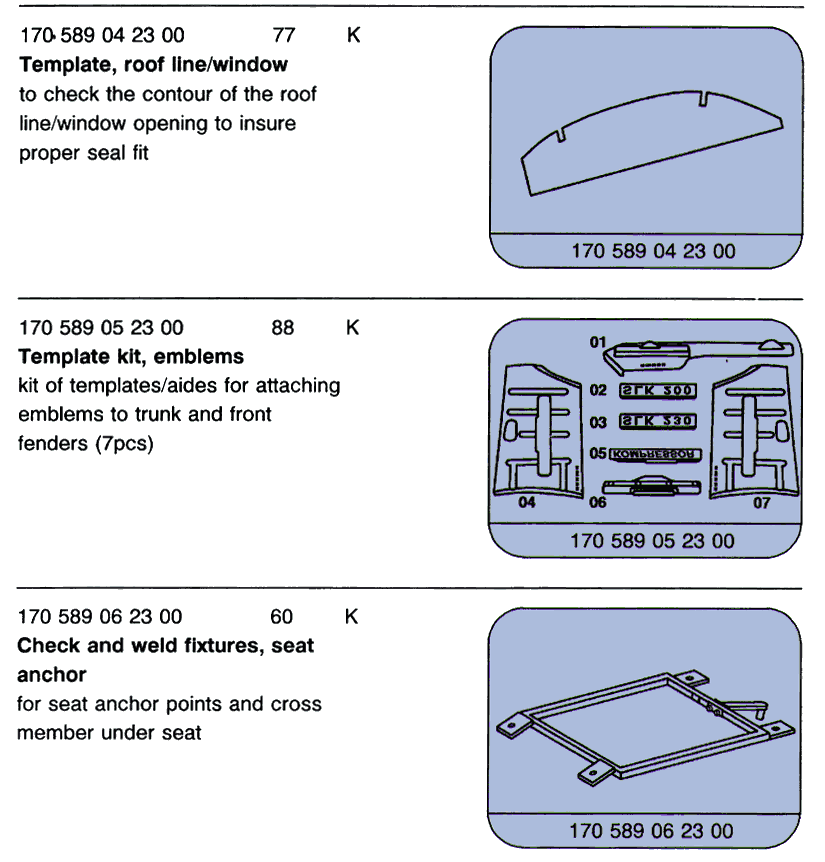 170 589 04 23 00 77 K
Template, roof line/window
to check the contour of the roof
line/window opening to insure
proper seal fit
170 589 04 23 00
170 589 05 23 00 88 K
Template kit, emblems
kit of templates/aides for attaching
emblems to trunk and front
fenders (7pcs)
01
02 SLK 200
03 SLK 230
05 KOMPRESSOR
04
06
07
170 589 05 23 00
170 589 06 23 00 60 K
Check and weld fixtures, seat
anchor
for seat anchor points and cross
member under seat
170 589 06 23 00